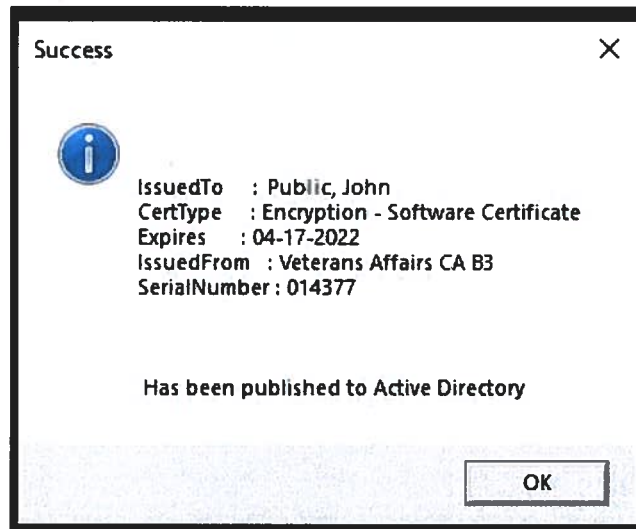 Success
IssuedTo : Public, John
CertType : Encryption - Software Certificate
Expires : 04-17-2022
IssuedFrom : Veterans Affairs CA B3
SerialNumber : 014377
Has been published to Active Directory
OK